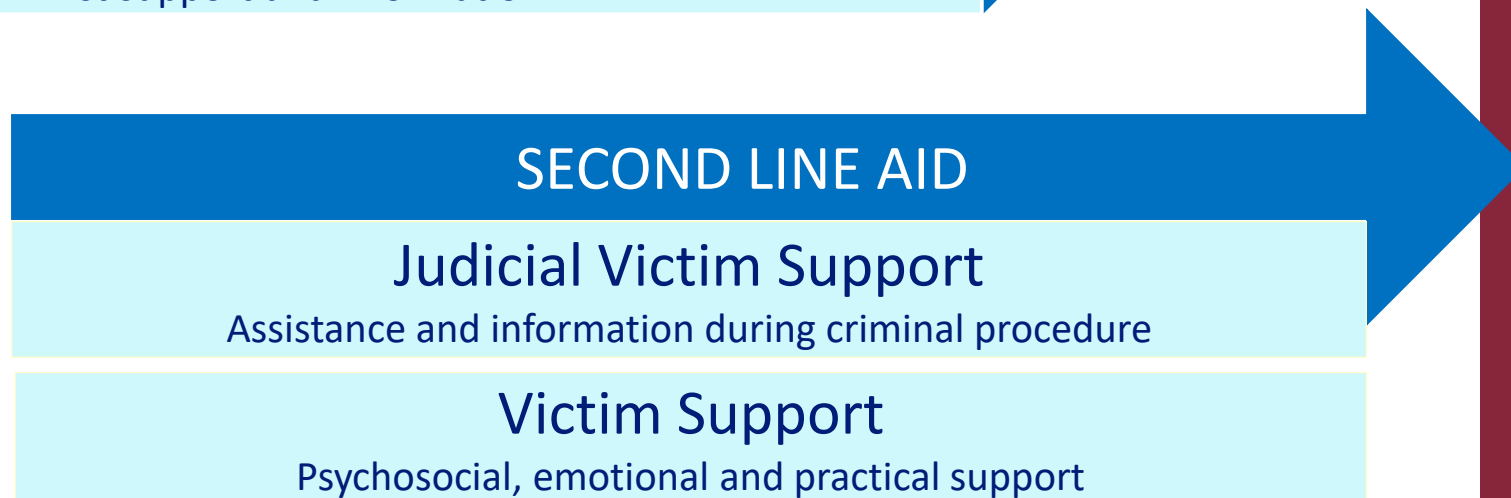 SECOND LINE AID
Judicial Victim Support
Assistance and information during criminal procedure
Victim Support
Psychosocial, emotional and practical support